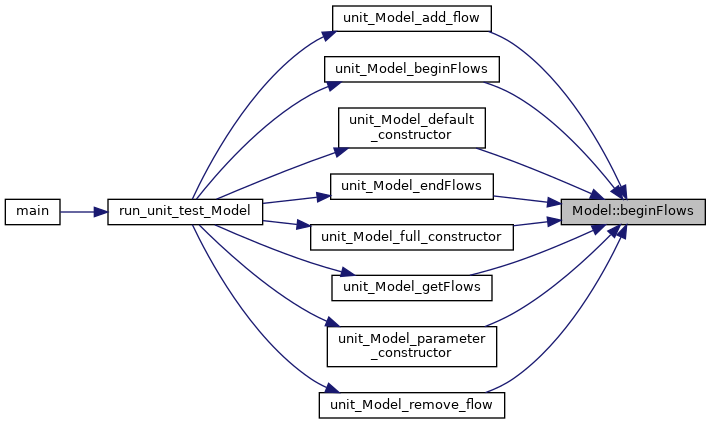 unit_Model_add_flow
unit_Model_beginFlows
unit_Model_default
_constructor
unit_Model_endFlows
main
run_unit_test_Model
Model::beginFlows
unit_Model_full_constructor
unit_Model_getFlows
unit_Model_parameter
_constructor
unit_Model_remove_flow